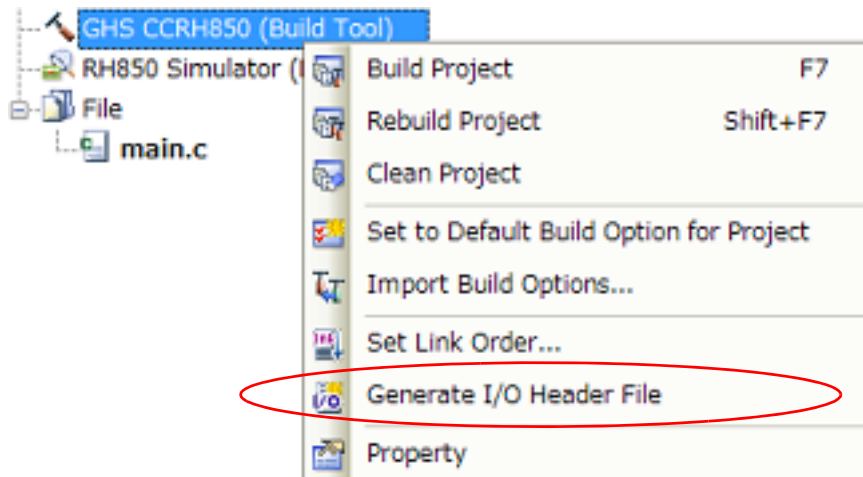 GHS CCRH850 (Build Tool)
RH850 Simulator (
File
main.c
Build Project F7
Rebuild Project Shift+F7
Clean Project
Set to Default Build Option for Project
Import Build Options...
Set Link Order...
Generate I/O Header File
Property